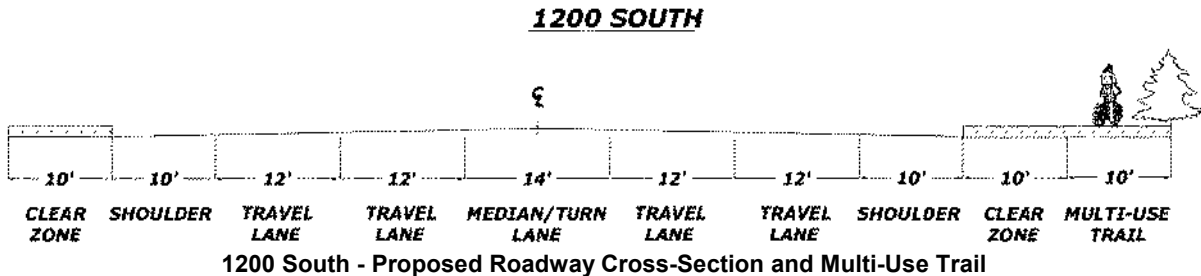 1200 SOUTH
℄
10' 10' 12' 12' 14' 12' 12' 10' 10' 10'
CLEAR SHOULDER TRAVEL TRAVEL MEDIAN/TURN TRAVEL TRAVEL SHOULDER CLEAR MULTI-USE
ZONE LANE LANE LANE LANE LANE ZONE TRAIL
1200 South - Proposed Roadway Cross-Section and Multi-Use Trail